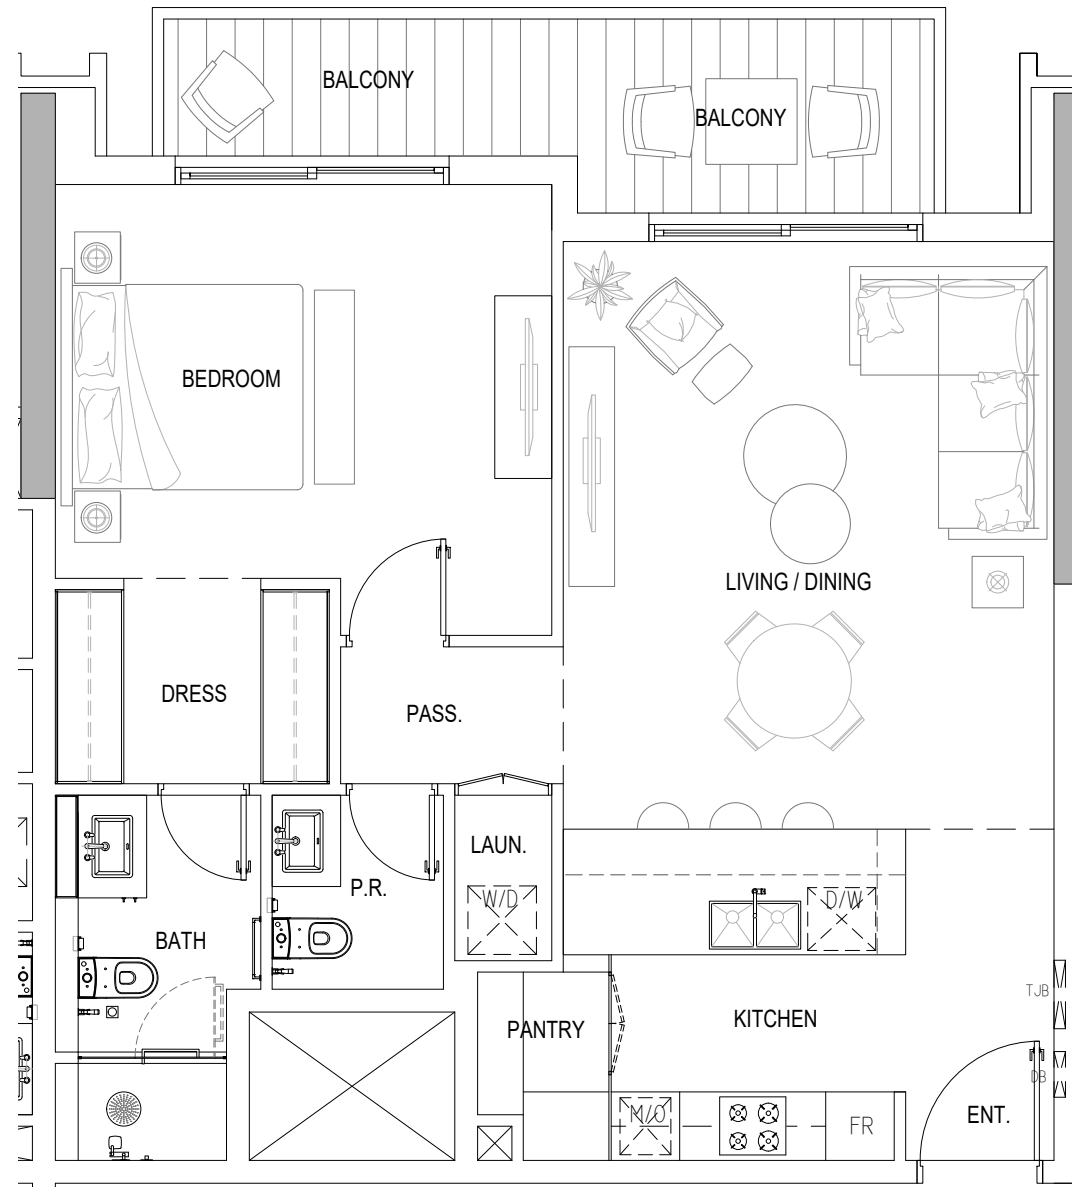 BALCONY
BALCONY
BEDROOM
LIVING / DINING
DRESS
PASS.
LAUN.
P.R.
W/D
D/W
BATH
TJB
PANTRY
KITCHEN
DB
M/O
FR
ENT.